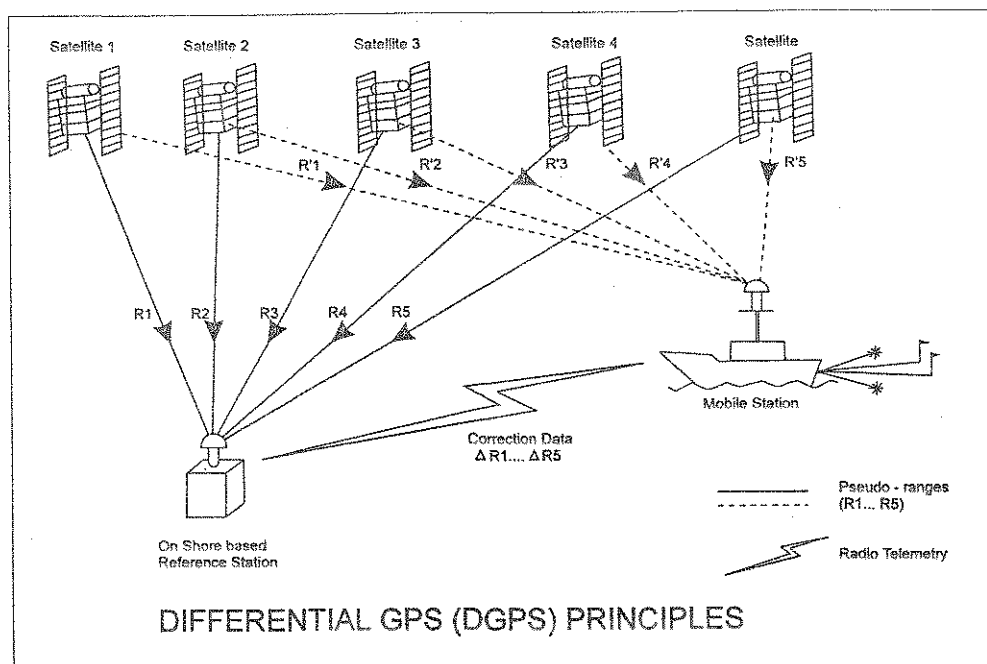 Satellite 1
Satellite 2
Satellite 3
Satellite 4
Satellite
R'1
R'2
R'3
R'4
R'5
R1
R2
R3
R4
R5
Mobile Station
Correction Data
Δ R1.... Δ R5
On Shore based
Reference Station
Pseudo - ranges
(R1... R5)
Radio Telemetry
DIFFERENTIAL GPS (DGPS) PRINCIPLES